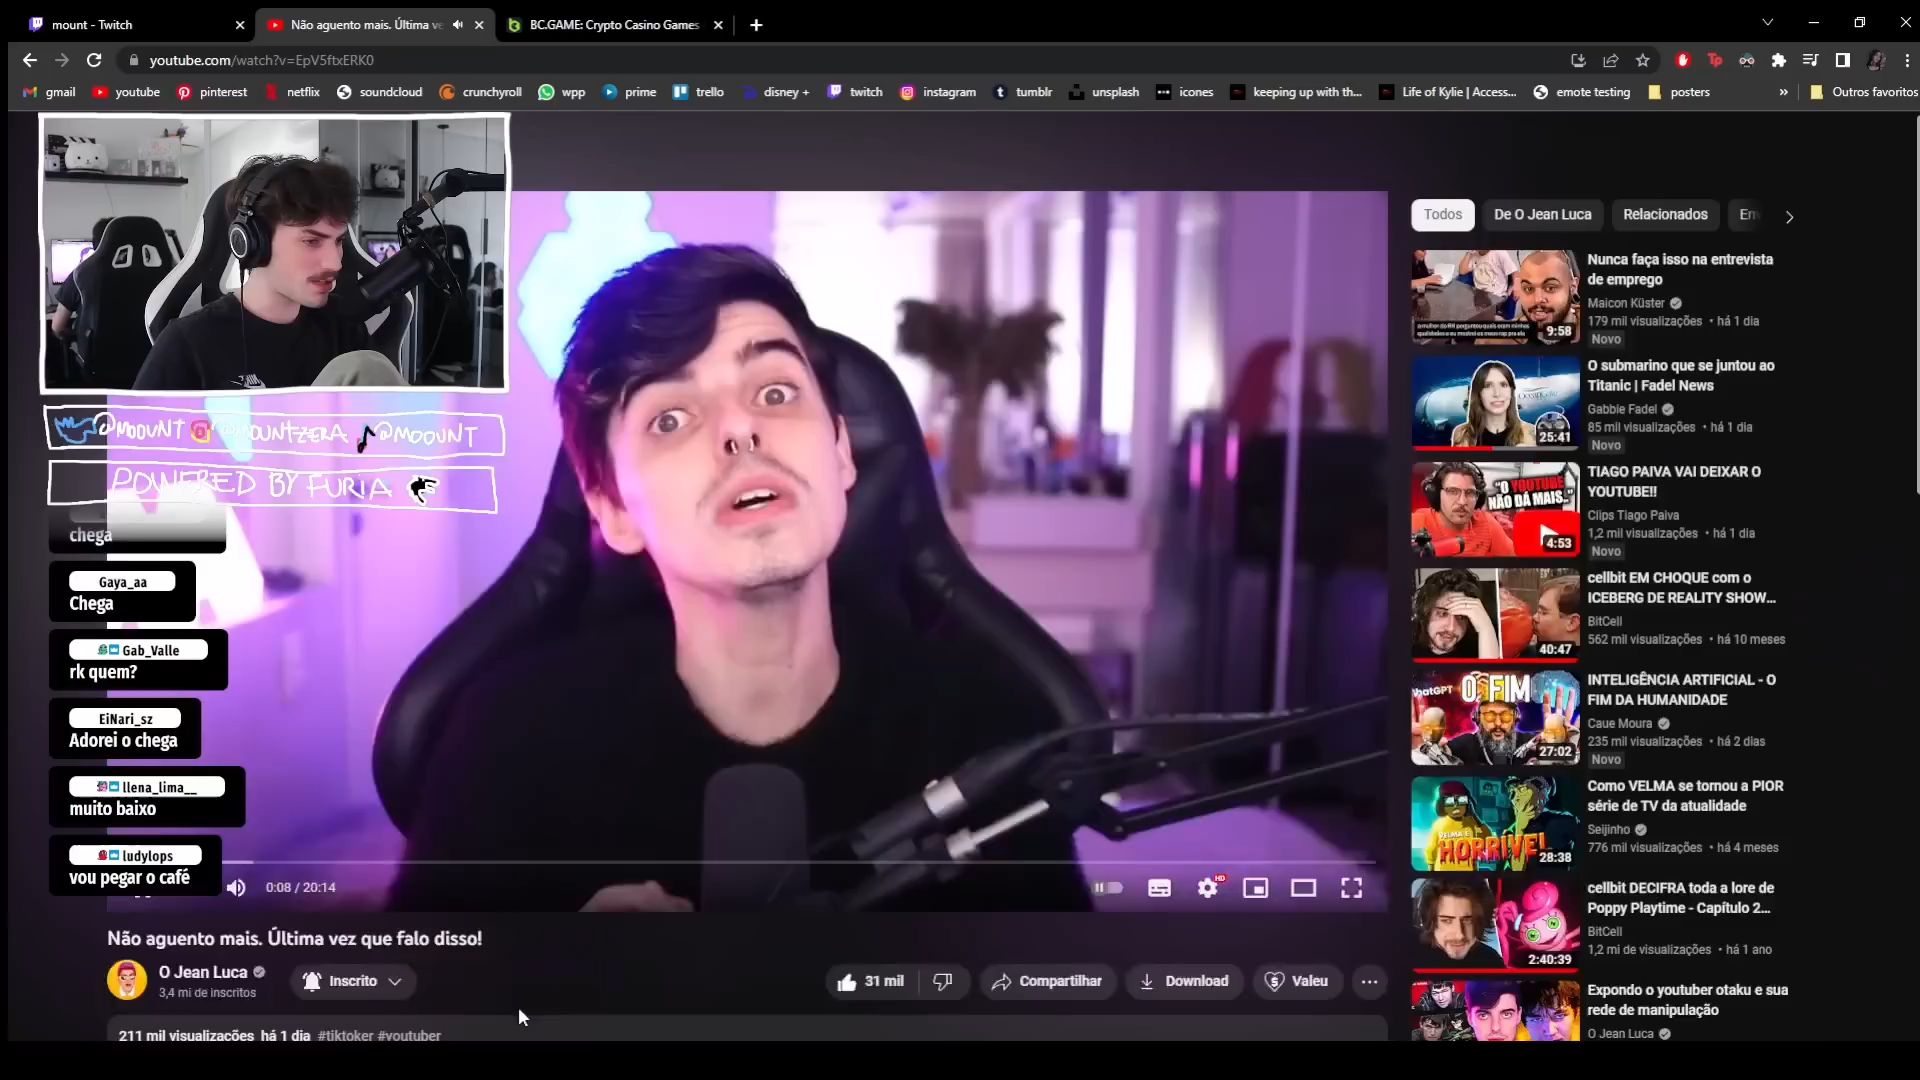 mount - Twitch
Não aguento mais. Última ve
BC.GAME: Crypto Casino Games
youtube.com/watch?v=EpV5ftxERK0
gmail
youtube
pinterest
netflix
soundcloud
crunchyroll
wpp
prime
trello
disney +
twitch
instagram
tumblr
unsplash
icones
keeping up with th...
Life of Kylie | Access...
emote testing
posters
»
Outros favoritos
@MOOUNT @MOUNTZERA @MOOUNT
POWERED BY FURIA
chega
Gaya_aa
Chega
Gab_Valle
rk quem?
EiNari_sz
Adorei o chega
llena_lima__
muito baixo
ludylops
vou pegar o café
0:08 / 20:14
HD
Não aguento mais. Última vez que falo disso!
O Jean Luca
3,4 mi de inscritos
Inscrito
31 mil
Compartilhar
Download
Valeu
211 mil visualizações há 1 dia #tiktoker #youtuber
Todos
De O Jean Luca
Relacionados
En
9:58
Nunca faça isso na entrevista
de emprego
Maicon Küster
179 mil visualizações • há 1 dia
Novo
25:41
O submarino que se juntou ao
Titanic | Fadel News
Gabbie Fadel
85 mil visualizações • há 1 dia
Novo
"O YOUTUBE
NÃO DÁ MAIS.."
4:53
TIAGO PAIVA VAI DEIXAR O
YOUTUBE!!
Clips Tiago Paiva
1,2 mil visualizações • há 1 dia
Novo
40:47
cellbit EM CHOQUE com o
ICEBERG DE REALITY SHOW...
BitCell
562 mil visualizações • há 10 meses
hatGPT
O FIM
27:02
INTELIGÊNCIA ARTIFICIAL - O
FIM DA HUMANIDADE
Caue Moura
235 mil visualizações • há 2 dias
Novo
VELMA É
HORRÍVEL
28:38
Como VELMA se tornou a PIOR
série de TV da atualidade
Seijinho
776 mil visualizações • há 4 meses
2:40:39
cellbit DECIFRA toda a lore de
Poppy Playtime - Capítulo 2...
BitCell
1,2 mi de visualizações • há 1 ano
Expondo o youtuber otaku e sua
rede de manipulação
O Jean Luca